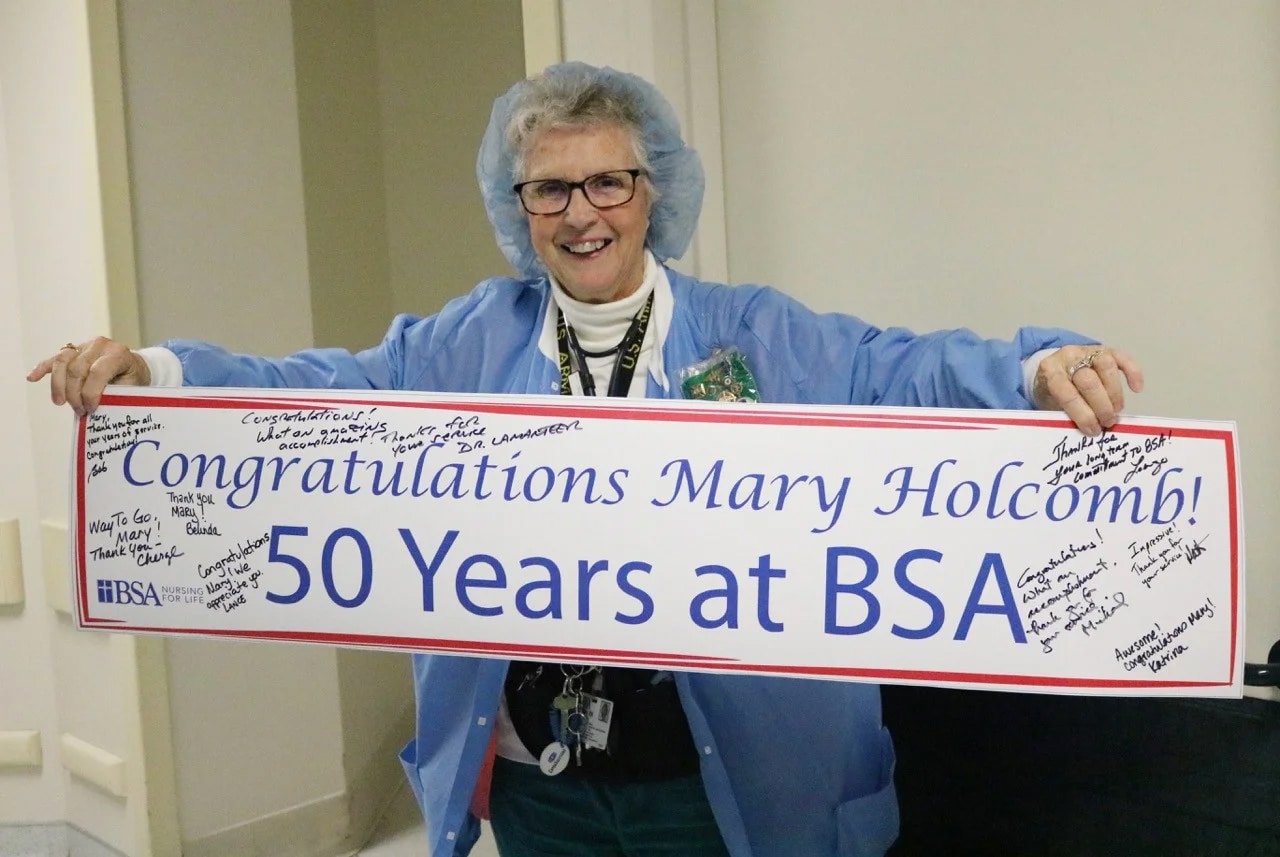 Mary,
Thank you for all
your years of service.
Congratulations!
Bob
CONGRATULATIONS!
What an amazing
accomplishment!
Thanks for
your service
DR. LAMANTEER
Thanks for
your long term
commitment to BSA!
Congratulations Mary Holcomb!
Thank you
Mary!
Belinda
Way To Go,
Mary!
Thank you-
Cheryl
Congratulations
Mary! We
appreciate you.
LANCE
50 Years at BSA
Congratulations!
What an
accomplishment.
Thank you for
your service
Michael
Impressive!
Thank you for
your service
Awesome!
congratulations Mary!
Katrina
BSA NURSING
FOR LIFE
U.S. ARM
U.S. ARM